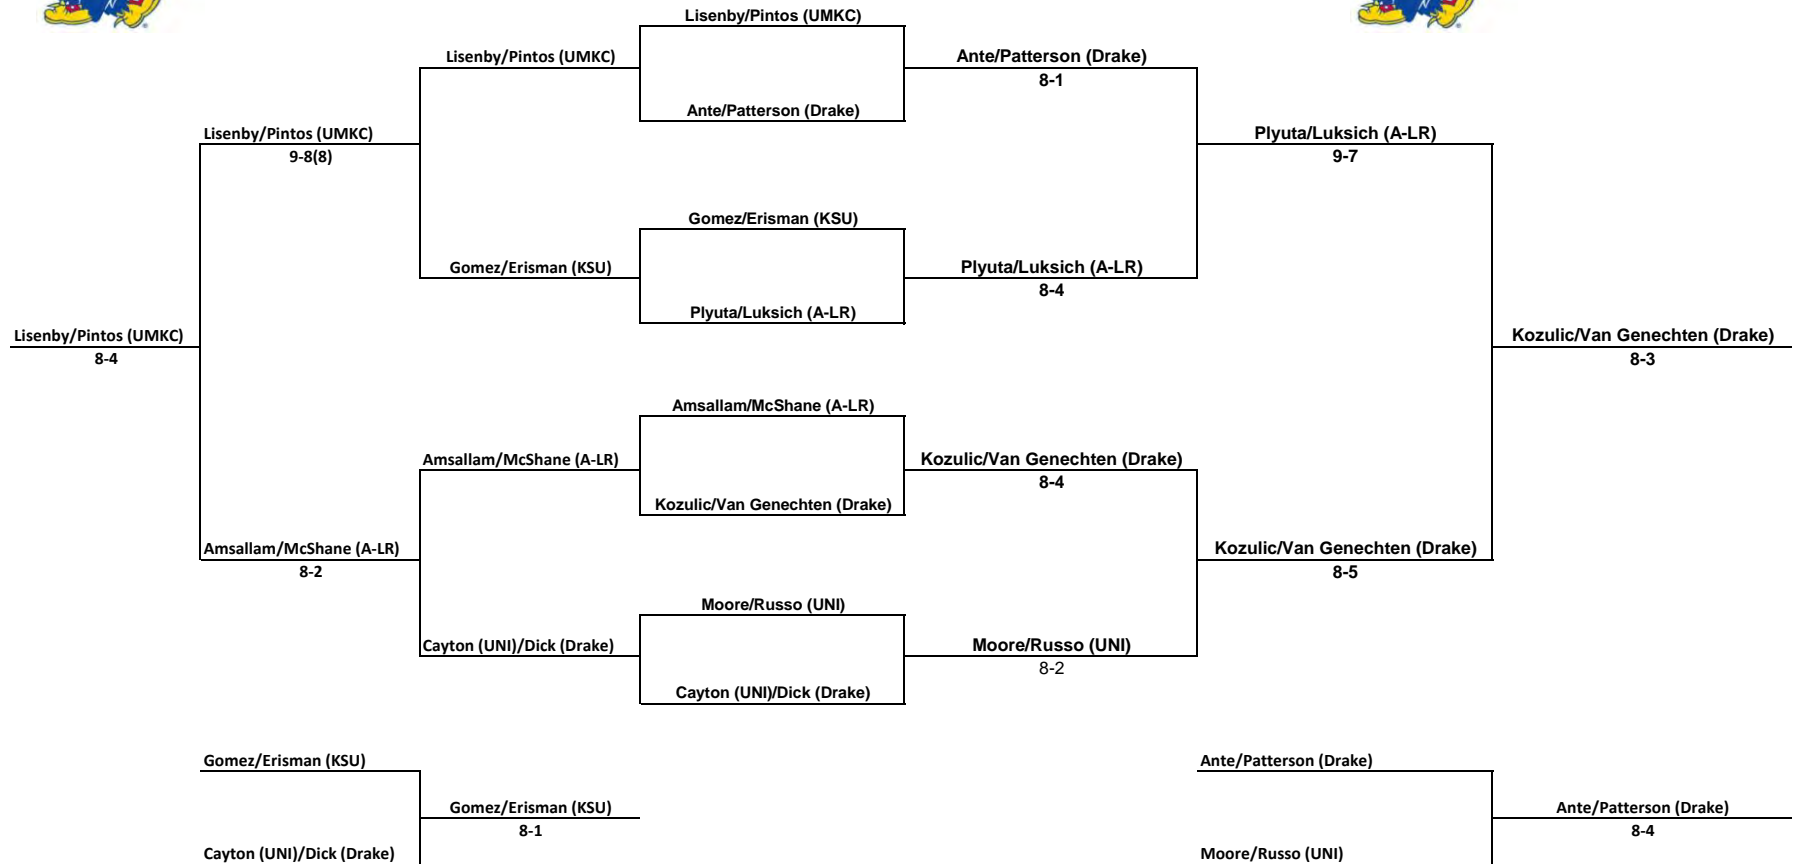 Lisenby/Pintos (UMKC)
Lisenby/Pintos (UMKC)
Ante/Patterson (Drake)
8-1
Ante/Patterson (Drake)
Lisenby/Pintos (UMKC)
9-8(8)
Plyuta/Luksich (A-LR)
9-7
Gomez/Erisman (KSU)
Gomez/Erisman (KSU)
Plyuta/Luksich (A-LR)
8-4
Plyuta/Luksich (A-LR)
Lisenby/Pintos (UMKC)
8-4
Kozulic/Van Genechten (Drake)
8-3
Amsallam/McShane (A-LR)
Amsallam/McShane (A-LR)
Kozulic/Van Genechten (Drake)
8-4
Kozulic/Van Genechten (Drake)
Amsallam/McShane (A-LR)
8-2
Kozulic/Van Genechten (Drake)
8-5
Moore/Russo (UNI)
Cayton (UNI)/Dick (Drake)
Moore/Russo (UNI)
8-2
Cayton (UNI)/Dick (Drake)
Gomez/Erisman (KSU)
Ante/Patterson (Drake)
Gomez/Erisman (KSU)
8-1
Ante/Patterson (Drake)
8-4
Cayton (UNI)/Dick (Drake)
Moore/Russo (UNI)